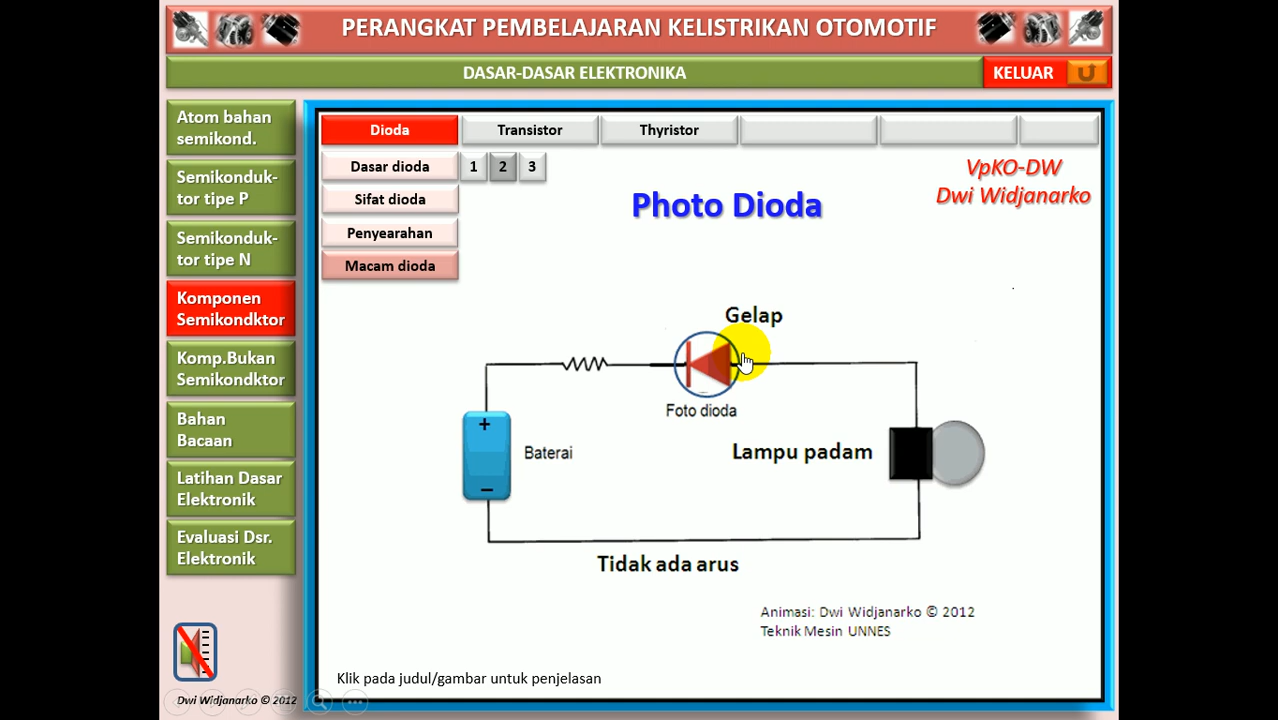 PERANGKAT PEMBELAJARAN KELISTRIKAN OTOMOTIF
DASAR-DASAR ELEKTRONIKA
KELUAR
Atom bahan
semikond.
Semikonduk-
tor tipe P
Semikonduk-
tor tipe N
Komponen
Semikondktor
Komp.Bukan
Semikondktor
Bahan
Bacaan
Latihan Dasar
Elektronik
Evaluasi Dsr.
Elektronik
Dwi Widjanarko © 2012
Dioda
Transistor
Thyristor
Dasar dioda
1
2
3
Sifat dioda
Penyearahan
Macam dioda
VpKO-DW
Dwi Widjanarko
Photo Dioda
Gelap
Foto dioda
+
Baterai
−
Lampu padam
Tidak ada arus
Animasi: Dwi Widjanarko © 2012
Teknik Mesin UNNES
Klik pada judul/gambar untuk penjelasan